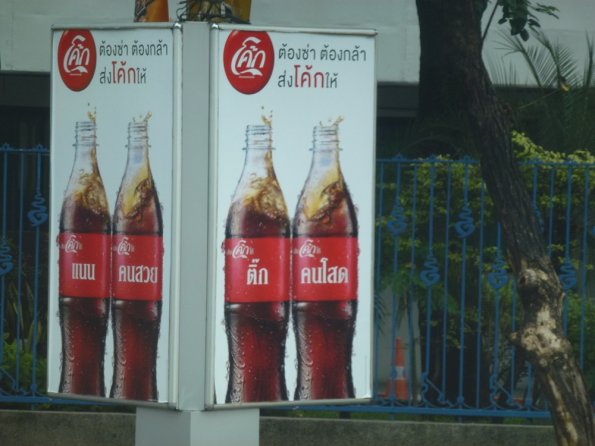 โค้ก
ต้องซ่า ต้องกล้า
ส่งโค้กให้
โค้ก
แนน
โค้ก
คนสวย
โค้ก
ต้องซ่า ต้องกล้า
ส่งโค้กให้
โค้ก
ติ๊ก
โค้ก
คนโสด